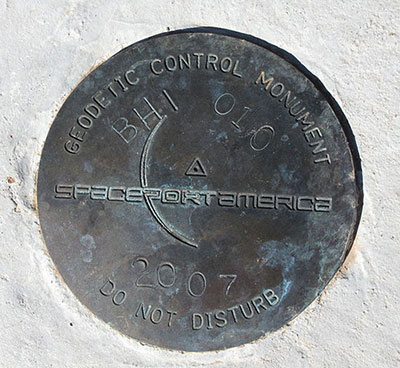 GEODETIC CONTROL MONUMENT
BHI 010
SPACEPORTAMERICA
2007
DO NOT DISTURB